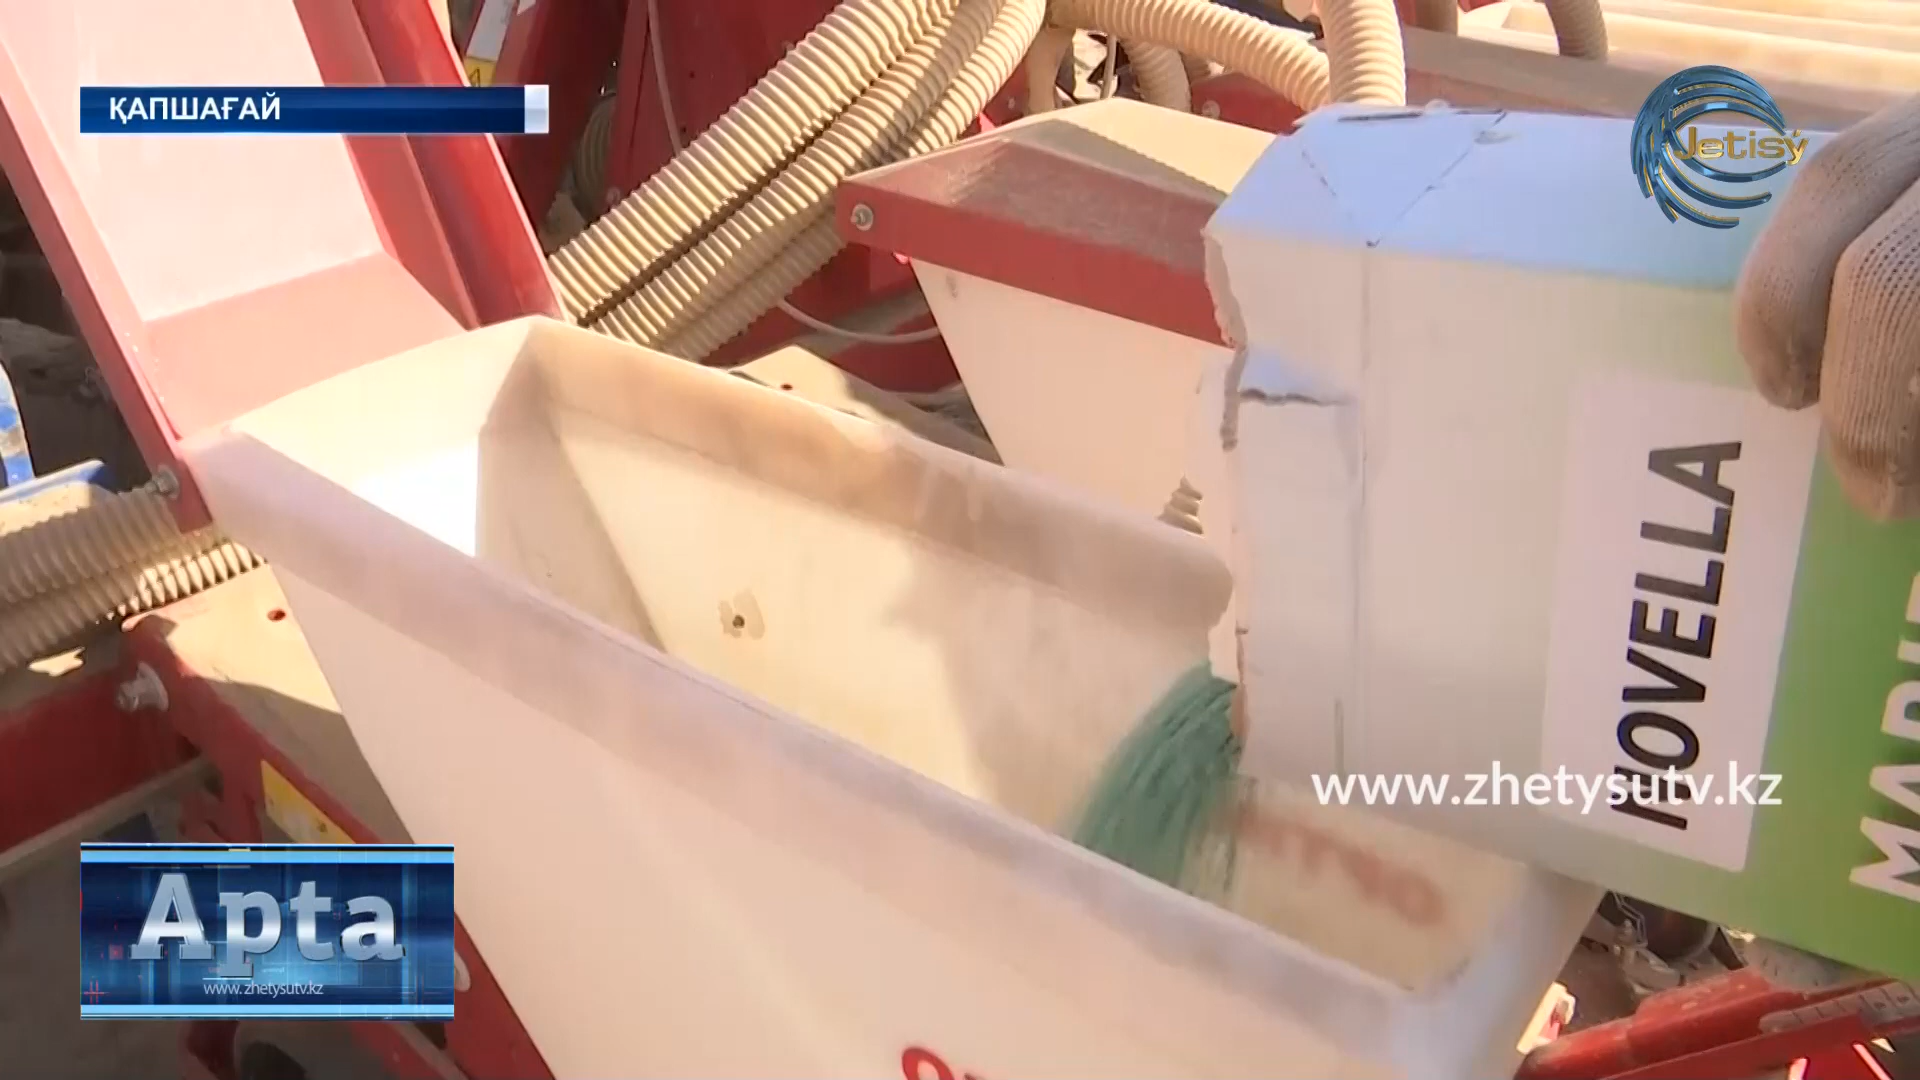 ҚАПШАҒАЙ
Jetisý
NOVELLA
www.zhetysutv.kz
Apta
www.zhetysutv.kz